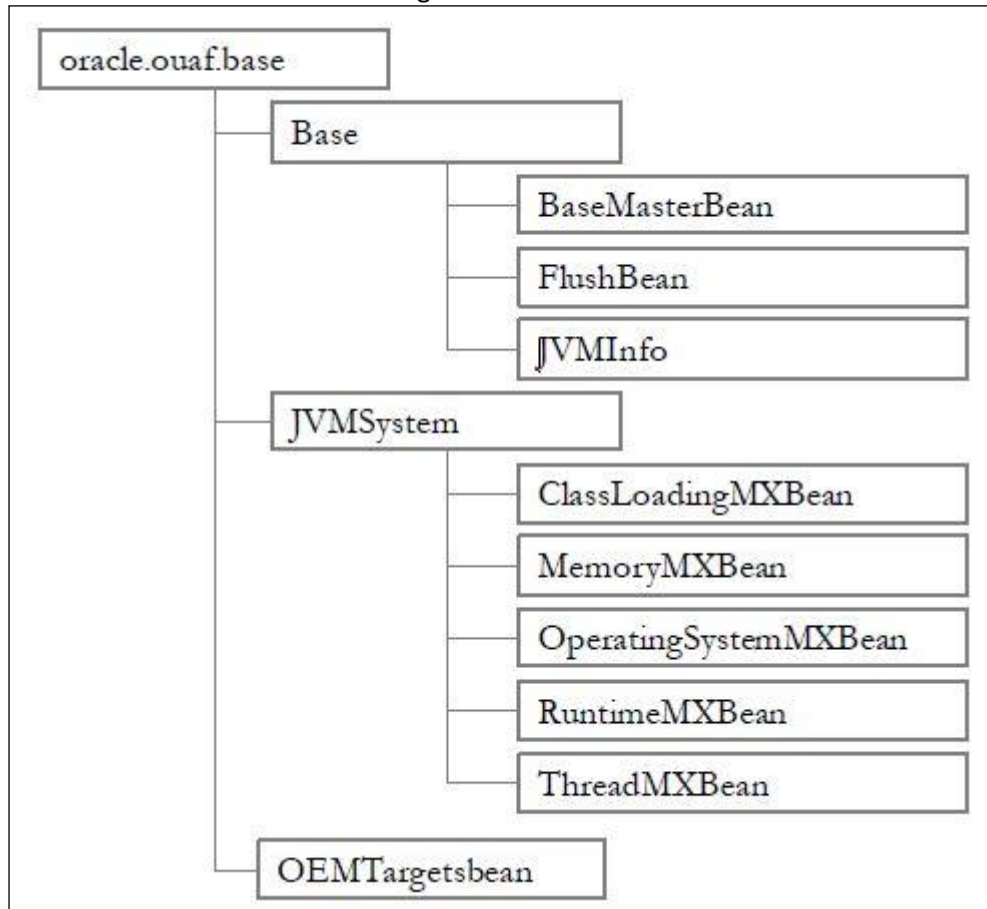 oracle.ouaf.base
Base
BaseMasterBean
FlushBean
JVMInfo
JVMSystem
ClassLoadingMXBean
MemoryMXBean
OperatingSystemMXBean
RuntimeMXBean
ThreadMXBean
OEMTargetsbean